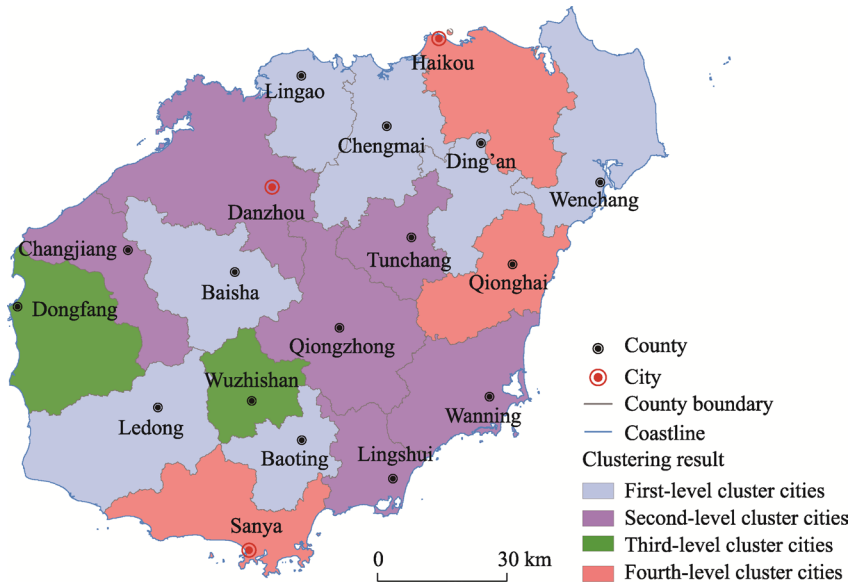 Haikou
Lingao
Chengmai
Ding'an
Wenchang
Danzhou
Changjiang
Tunchang
Baisha
Qionghai
Dongfang
Qiongzhong
Wuzhishan
Ledong
Wanning
Baoting
Lingshui
Sanya
0 30 km
County
City
County boundary
Coastline
Clustering result
First-level cluster cities
Second-level cluster cities
Third-level cluster cities
Fourth-level cluster cities